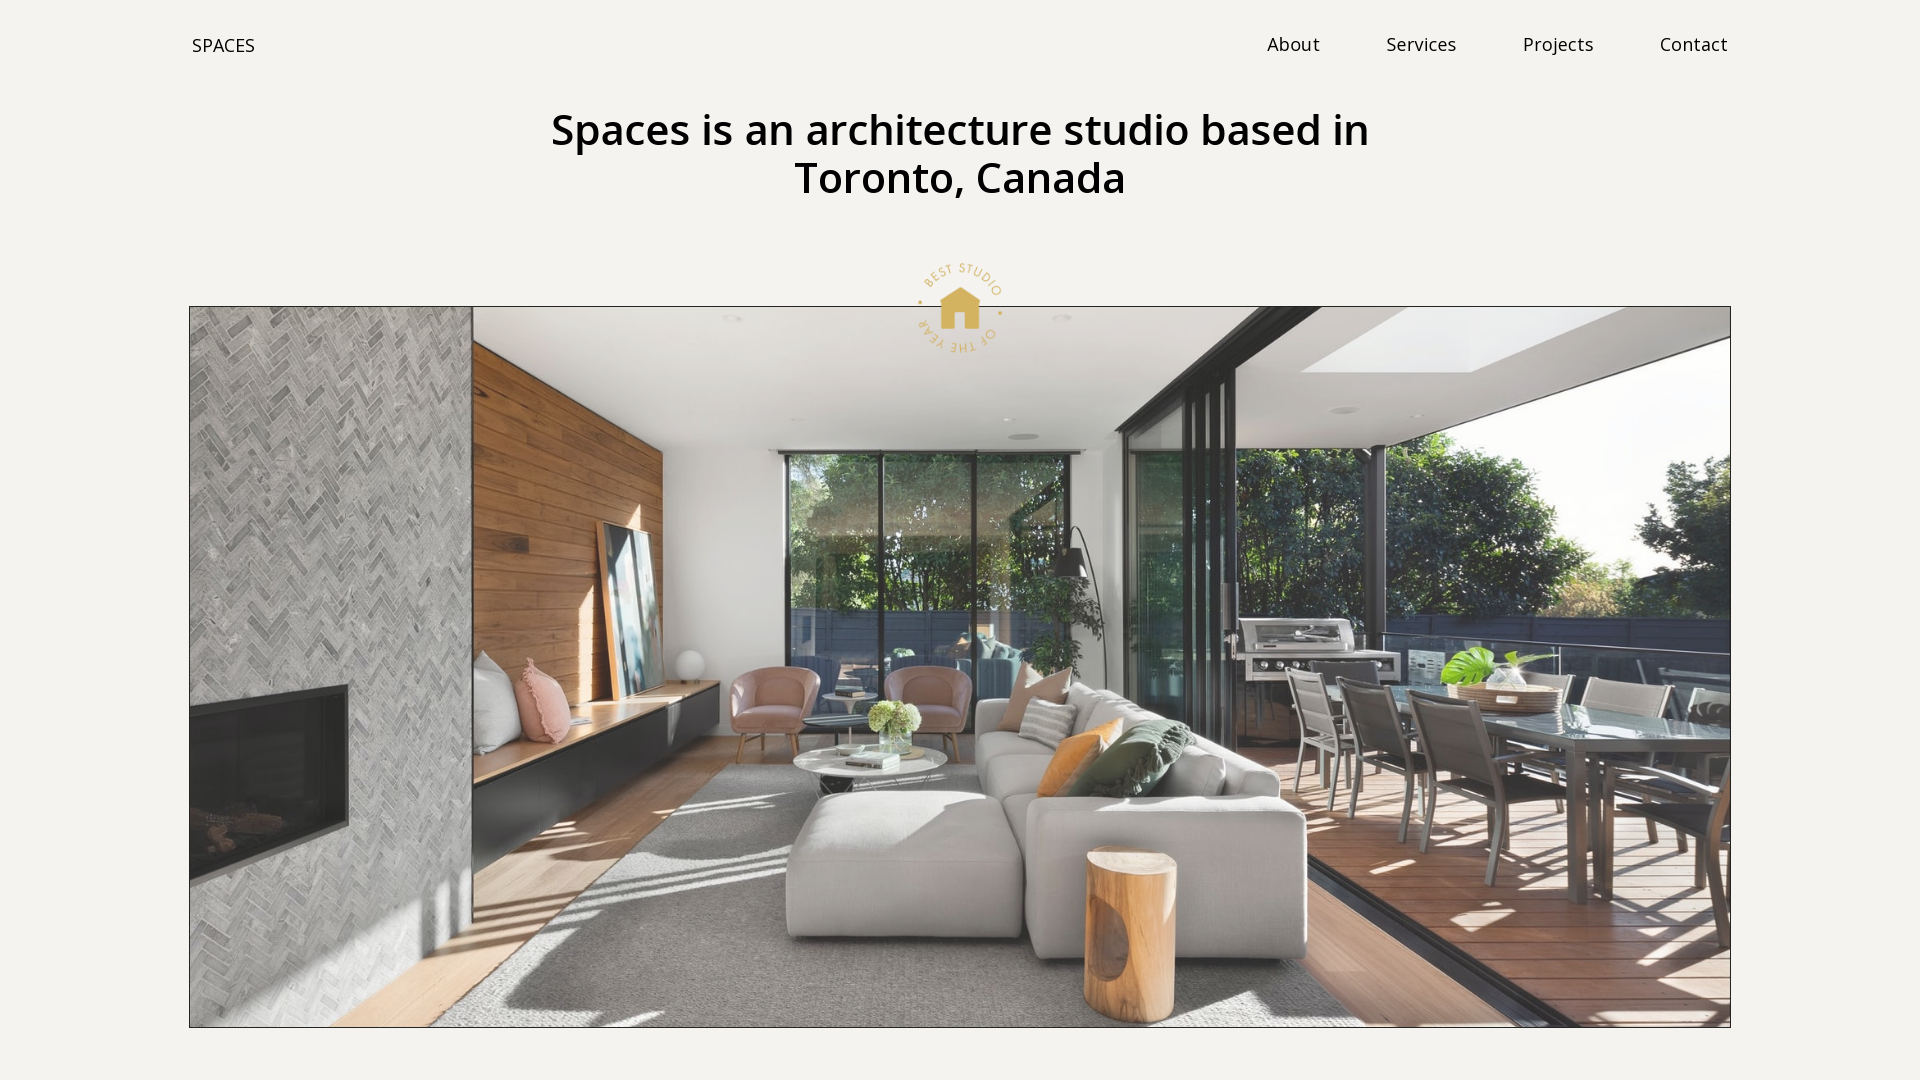 SPACES
About
Services
Projects
Contact
Spaces is an architecture studio based in
Toronto, Canada
BEST STUDIO
OF THE YEAR